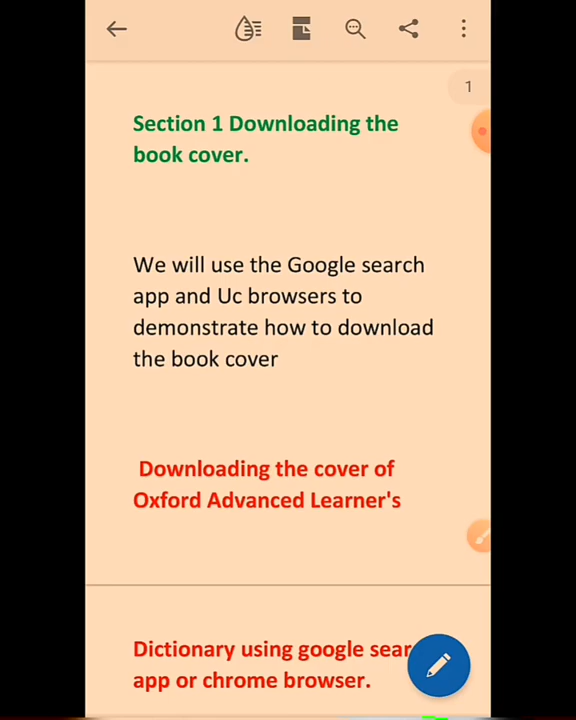 1
Section 1 Downloading the
book cover.
We will use the Google search
app and Uc browsers to
demonstrate how to download
the book cover
Downloading the cover of
Oxford Advanced Learner's
Dictionary using google sear
app or chrome browser.